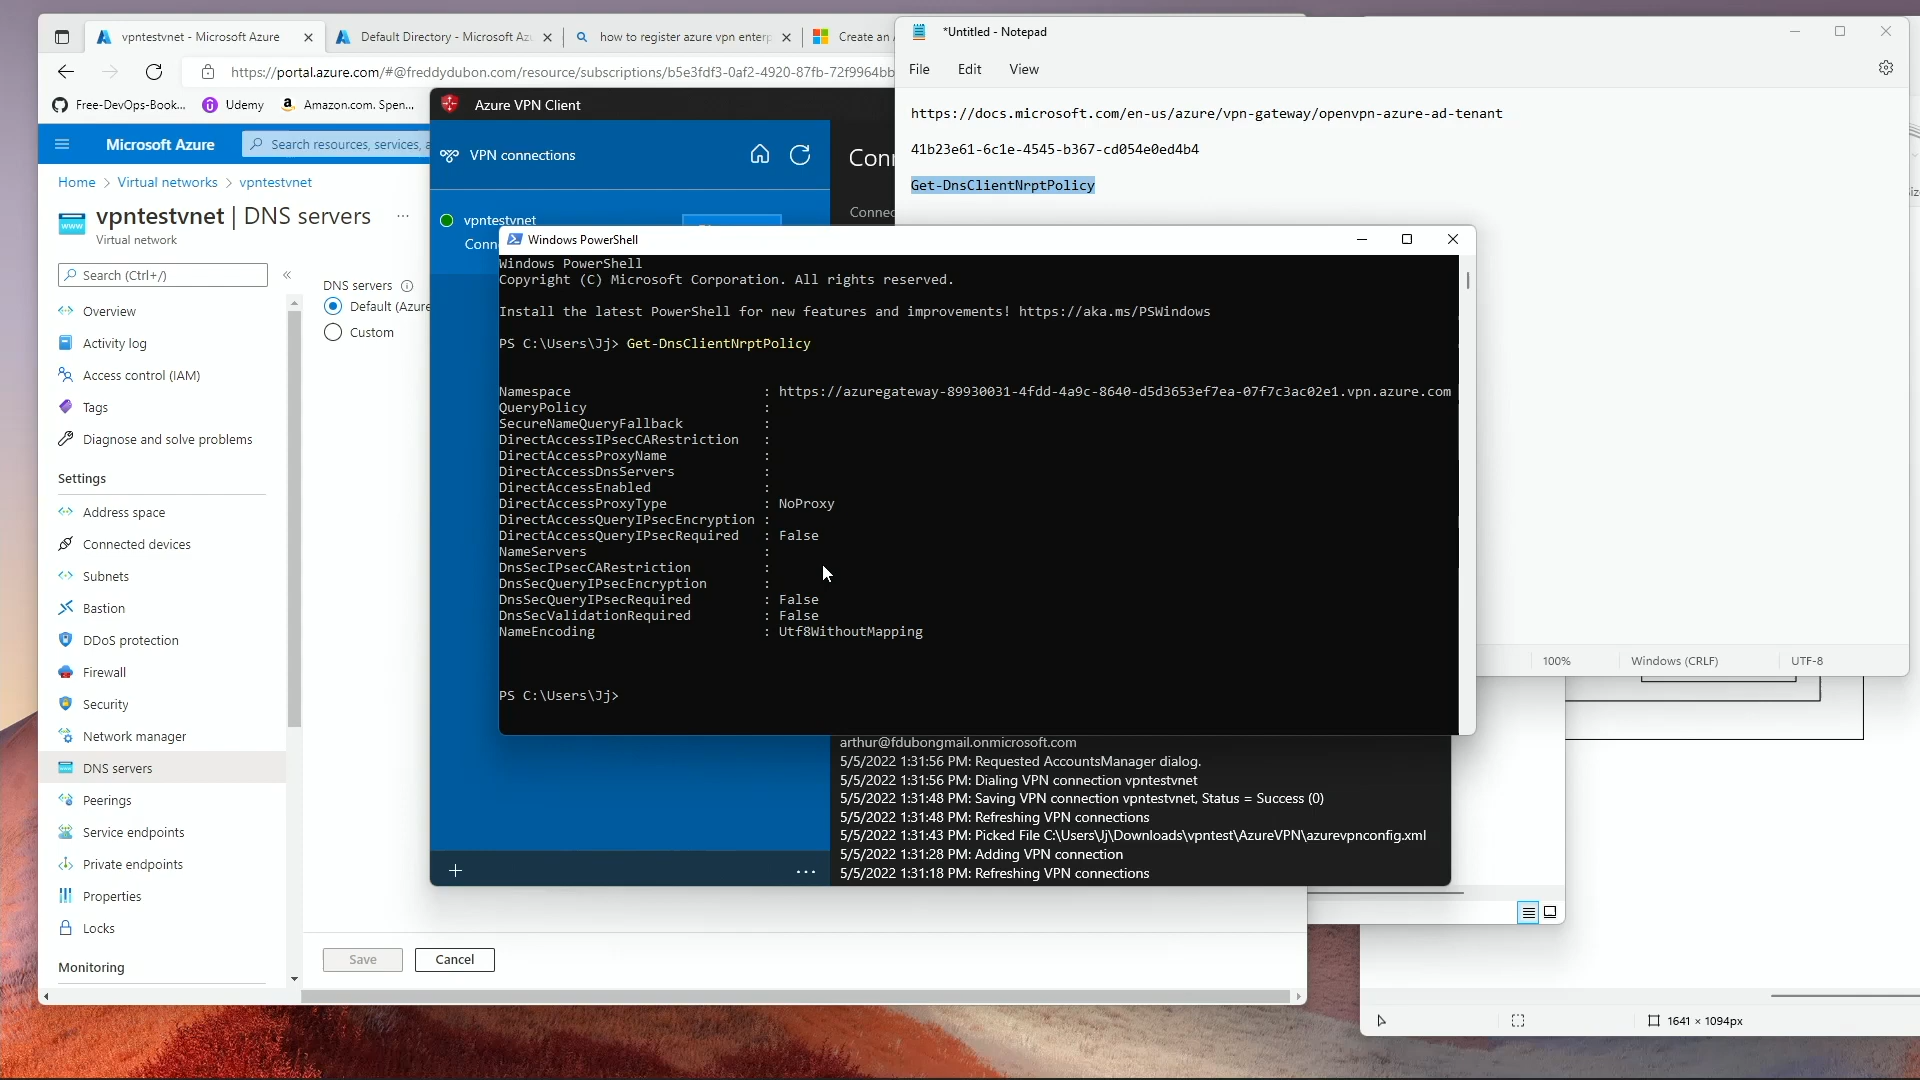 vpntestvnet - Microsoft Azure
Default Directory - Microsoft Az
how to register azure vpn enterp
Create an
https://portal.azure.com/#@freddydubon.com/resource/subscriptions/b5e3fdf3-0af2-4920-87fb-72f9964bb
Free-DevOps-Book...
Udemy
Amazon.com. Spen...
Microsoft Azure
Search resources, services, a
Home > Virtual networks > vpntestvnet
vpntestvnet | DNS servers ...
Virtual network
Search (Ctrl+/)
«
Overview
Activity log
Access control (IAM)
Tags
Diagnose and solve problems
Settings
Address space
Connected devices
Subnets
Bastion
DDoS protection
Firewall
Security
Network manager
DNS servers
Peerings
Service endpoints
Private endpoints
Properties
Locks
Monitoring
DNS servers
Default (Azure
Custom
Save
Cancel
Azure VPN Client
VPN connections
vpntestvnet
Conn
Conn
Connec
*Untitled - Notepad
File Edit View
https://docs.microsoft.com/en-us/azure/vpn-gateway/openvpn-azure-ad-tenant
41b23e61-6c1e-4545-b367-cd054e0ed4b4
Get-DnsClientNrptPolicy
100%
Windows (CRLF)
UTF-8
Windows PowerShell
Windows PowerShell
Copyright (C) Microsoft Corporation. All rights reserved.
Install the latest PowerShell for new features and improvements! https://aka.ms/PSWindows
PS C:\Users\Jj> Get-DnsClientNrptPolicy
Namespace : https://azuregateway-89930031-4fdd-4a9c-8640-d5d3653ef7ea-07f7c3ac02e1.vpn.azure.com
QueryPolicy :
SecureNameQueryFallback :
DirectAccessIPsecCARestriction :
DirectAccessProxyName :
DirectAccessDnsServers :
DirectAccessEnabled :
DirectAccessProxyType : NoProxy
DirectAccessQueryIPsecEncryption :
DirectAccessQueryIPsecRequired : False
NameServers :
DnsSecIPsecCARestriction :
DnsSecQueryIPsecEncryption :
DnsSecQueryIPsecRequired : False
DnsSecValidationRequired : False
NameEncoding : Utf8WithoutMapping
PS C:\Users\Jj>
arthur@fdubongmail.onmicrosoft.com
5/5/2022 1:31:56 PM: Requested AccountsManager dialog.
5/5/2022 1:31:56 PM: Dialing VPN connection vpntestvnet
5/5/2022 1:31:48 PM: Saving VPN connection vpntestvnet, Status = Success (0)
5/5/2022 1:31:48 PM: Refreshing VPN connections
5/5/2022 1:31:43 PM: Picked File C:\Users\Jj\Downloads\vpntest\AzureVPN\azurevpnconfig.xml
5/5/2022 1:31:28 PM: Adding VPN connection
5/5/2022 1:31:18 PM: Refreshing VPN connections
1641 × 1094px